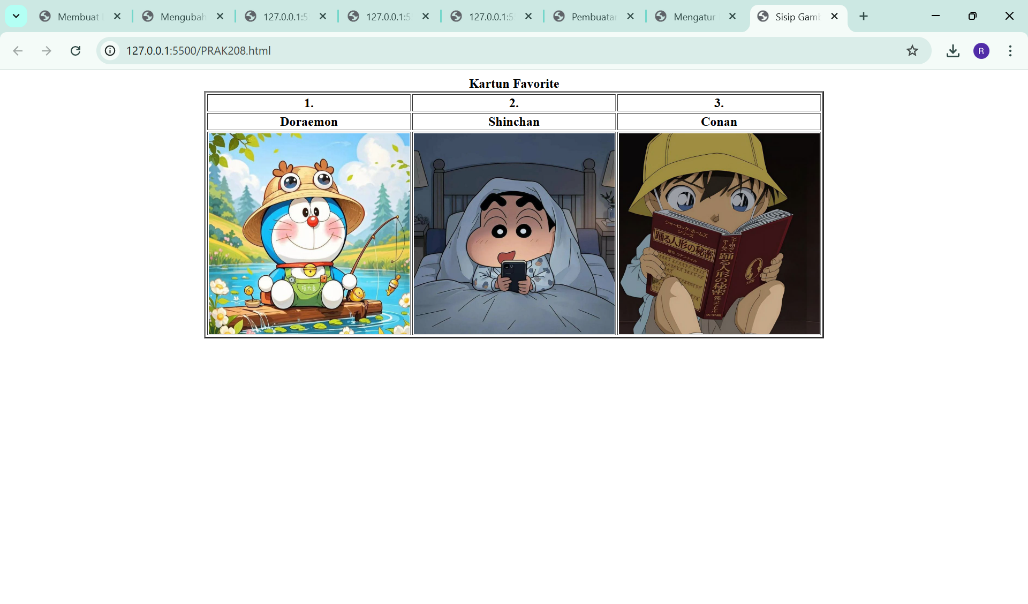 Membuat
Mengubah
127.0.0.1:5
127.0.0.1:5
127.0.0.1:5
Pembuata
Mengatur
Sisip Gam
127.0.0.1:5500/PRAK208.html
R
Kartun Favorite
1. 2. 3.
Doraemon Shinchan Conan